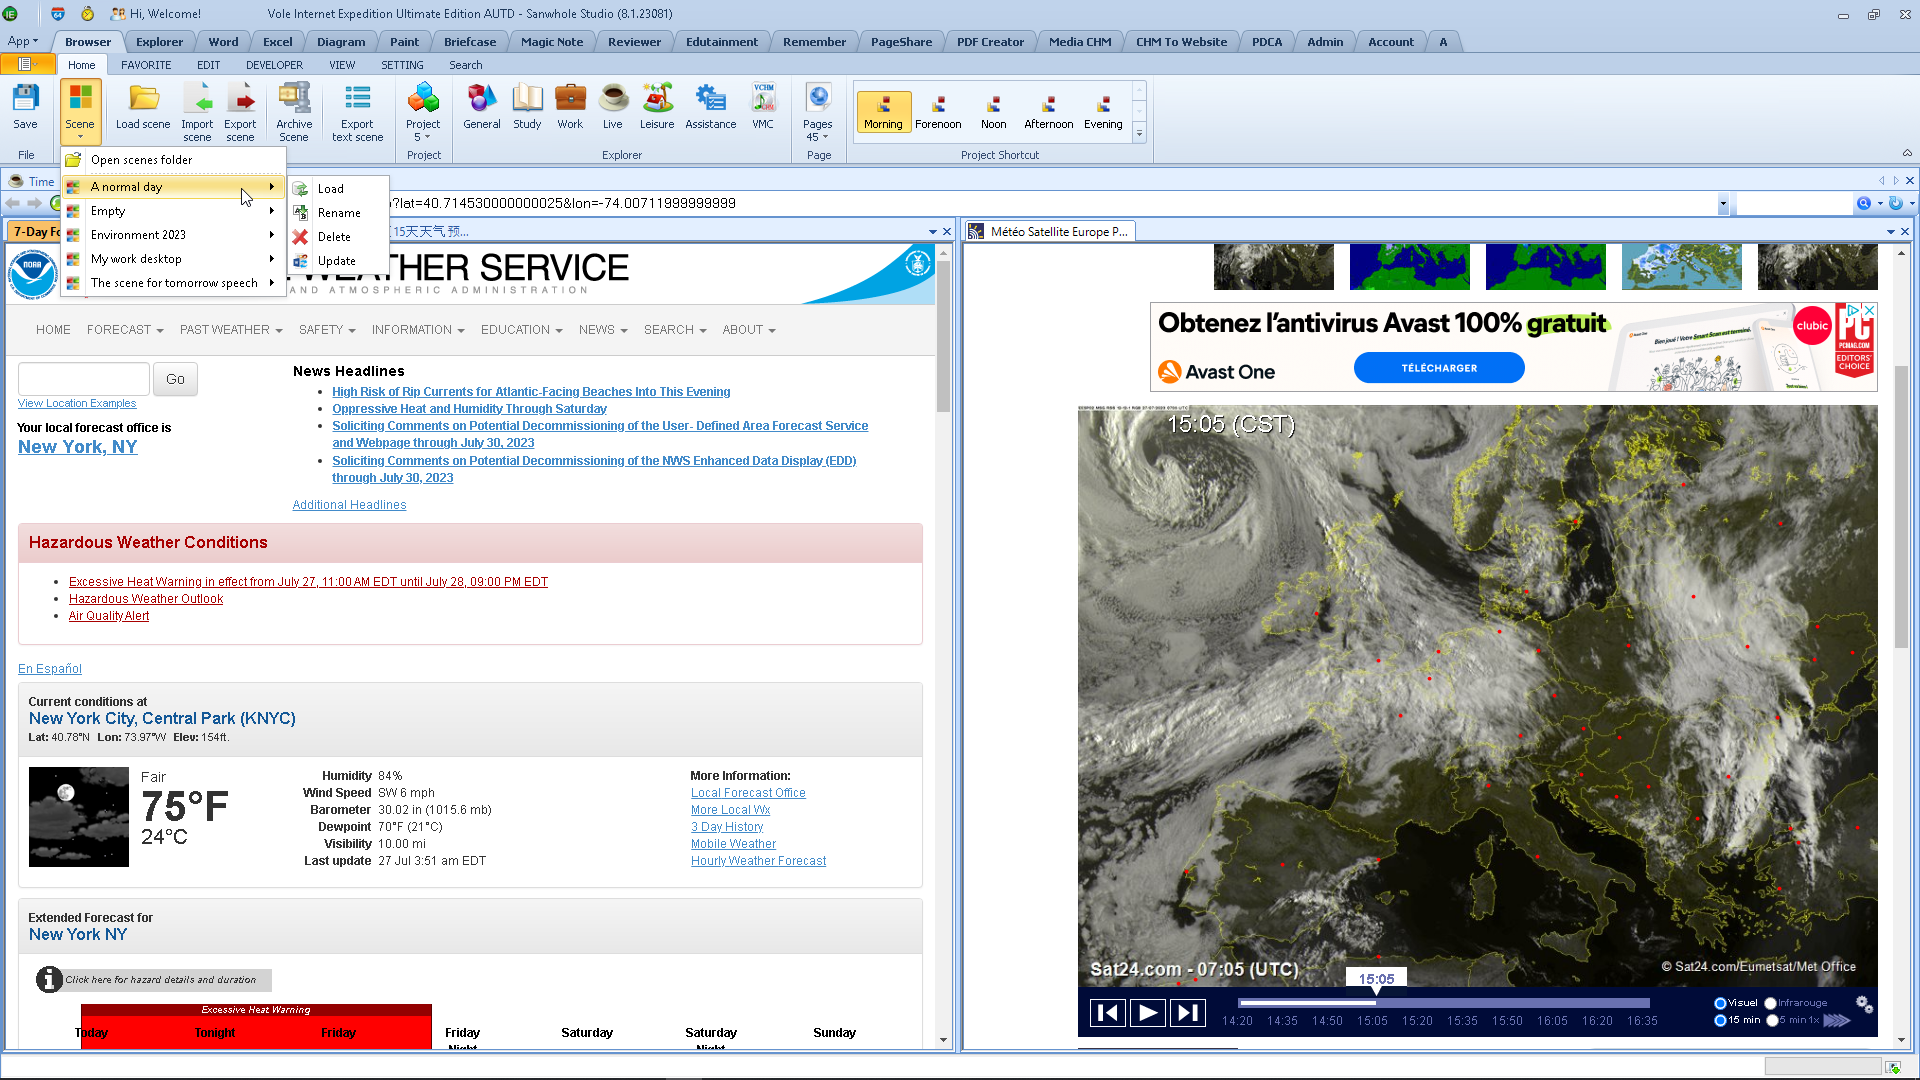 Hi, Welcome!
Vole Internet Expedition Ultimate Edition AUTD - Sanwhole Studio (8.1.23081)
App
Browser Explorer Word Excel Diagram Paint Briefcase Magic Note Reviewer Edutainment Remember PageShare PDF Creator Media CHM CHM To Website PDCA Admin Account A
Home FAVORITE EDIT DEVELOPER VIEW SETTING Search
Save Scene Load scene Import scene Export scene Archive Scene Export text scene Project 5 General Study Work Live Leisure Assistance VMC Pages 45 Morning Forenoon Noon Afternoon Evening
File Project Explorer Page Project Shortcut
Open scenes folder
A normal day
Empty
Environment 2023
My work desktop
The scene for tomorrow speech
Load
Rename
Delete
Update
Time
?lat=40.714530000000025&lon=-74.00711999999999
7-Day Fo
15天天气预...
EATHER SERVICE
AND ATMOSPHERIC ADMINISTRATION
NOAA
HOME FORECAST PAST WEATHER SAFETY INFORMATION EDUCATION NEWS SEARCH ABOUT
Go
View Location Examples
Your local forecast office is
New York, NY
News Headlines
High Risk of Rip Currents for Atlantic-Facing Beaches Into This Evening
Oppressive Heat and Humidity Through Saturday
Soliciting Comments on Potential Decommissioning of the User- Defined Area Forecast Service
and Webpage through July 30, 2023
Soliciting Comments on Potential Decommissioning of the NWS Enhanced Data Display (EDD)
through July 30, 2023
Additional Headlines
Hazardous Weather Conditions
Excessive Heat Warning in effect from July 27, 11:00 AM EDT until July 28, 09:00 PM EDT
Hazardous Weather Outlook
Air Quality Alert
En Español
Current conditions at
New York City, Central Park (KNYC)
Lat: 40.78°N Lon: 73.97°W Elev: 154ft.
Fair
75°F
24°C
Humidity 84%
Wind Speed SW 6 mph
Barometer 30.02 in (1015.6 mb)
Dewpoint 70°F (21°C)
Visibility 10.00 mi
Last update 27 Jul 3:51 am EDT
More Information:
Local Forecast Office
More Local Wx
3 Day History
Mobile Weather
Hourly Weather Forecast
Extended Forecast for
New York NY
Click here for hazard details and duration
Excessive Heat Warning
Today Tonight Friday Friday Night Saturday Saturday Night Sunday
Météo Satellite Europe P...
Obtenez l'antivirus Avast 100% gratuit
Avast One
TÉLÉCHARGER
clubic
PC
PCMAG.COM
EDITORS' CHOICE
15:05 (CST)
Sat24.com - 07:05 (UTC)
© Sat24.com/Eumetsat/Met Office
15:05
14:20 14:35 14:50 15:05 15:20 15:35 15:50 16:05 16:20 16:35
Visuel Infrarouge
15 min 5 min 1x